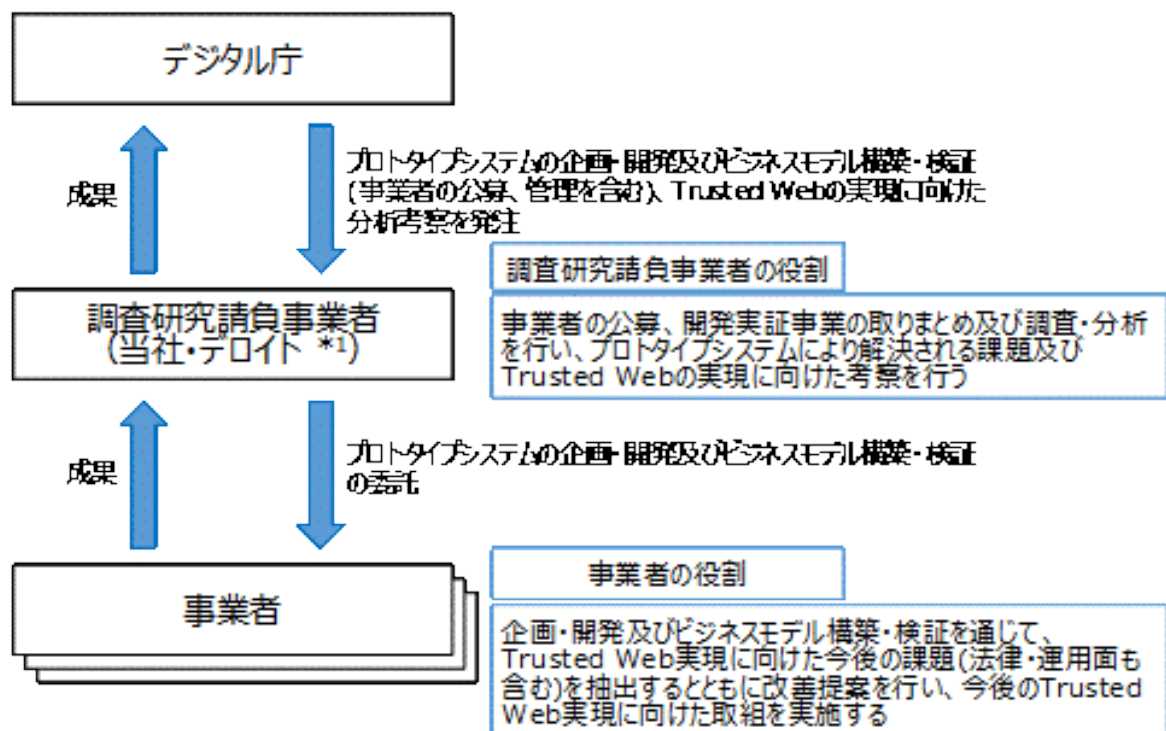 デジタル庁
成果
プロトタイプシステムの企画・開発及びビジネスモデル構築・検証
(事業者の公募、管理を含む)、Trusted Webの実現に向けた
分析考察を発注
調査研究請負事業者の役割
調査研究請負事業者
（当社・デロイト *1）
事業者の公募、開発実証事業の取りまとめ及び調査・分析
を行い、プロトタイプシステムにより解決される課題及び
Trusted Webの実現に向けた考察を行う
成果
プロトタイプシステムの企画・開発及びビジネスモデル構築・検証
の委託
事業者の役割
事業者
企画・開発及びビジネスモデル構築・検証を通じて、
Trusted Web実現に向けた今後の課題(法律・運用面も
含む)を抽出するとともに改善提案を行い、今後のTrusted
Web実現に向けた取組を実施する